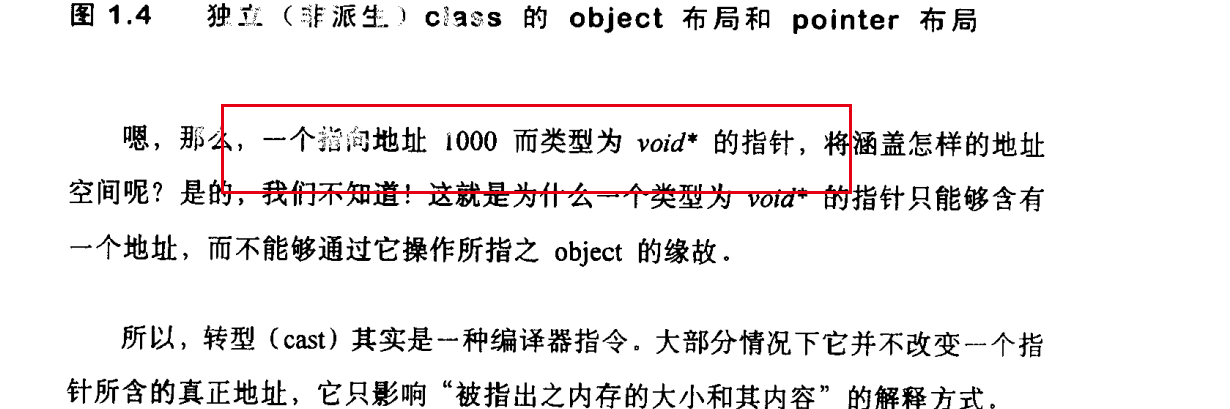 图 1.4 独立（非派生）class 的 object 布局和 pointer 布局
嗯，那么，一个指向地址 1000 而类型为 void* 的指针，将涵盖怎样的地址
空间呢？是的，我们不知道！这就是为什么一个类型为 void* 的指针只能够含有
一个地址，而不能够通过它操作所指之 object 的缘故。
所以，转型（cast）其实是一种编译器指令。大部分情况下它并不改变一个指
针所含的真正地址，它只影响“被指出之内存的大小和其内容”的解释方式。